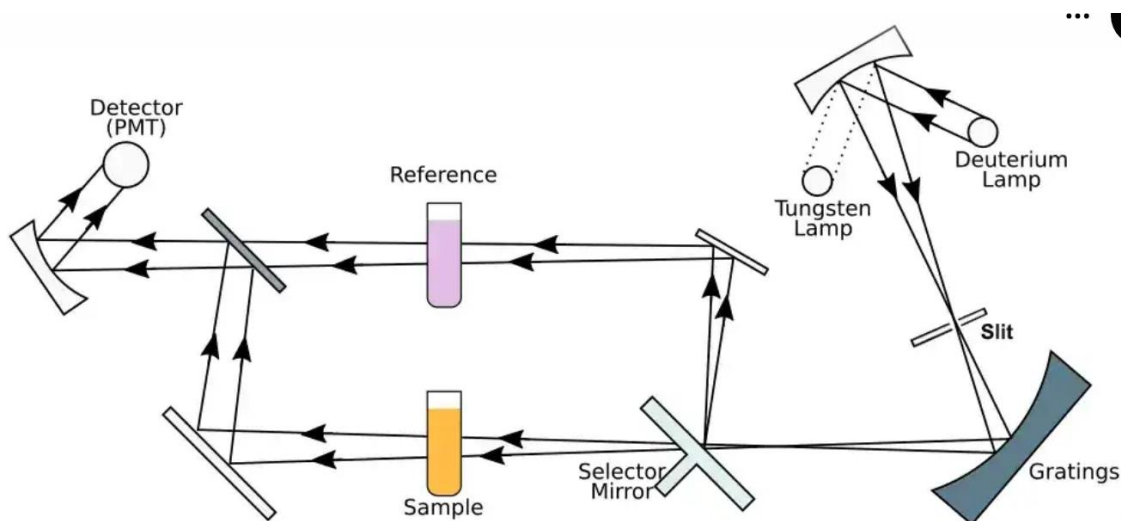 Detector
(PMT)
Reference
Deuterium
Lamp
Tungsten
Lamp
Slit
Selector
Mirror
Gratings
Sample